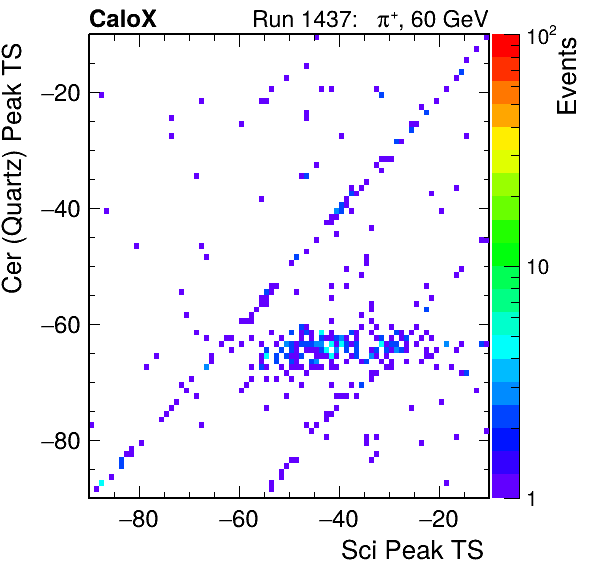 CaloX Run 1437: π⁺, 60 GeV
Cer (Quartz) Peak TS
−20
−40
−60
−80
−80 −60 −40 −20
Sci Peak TS
10²
10
1
Events